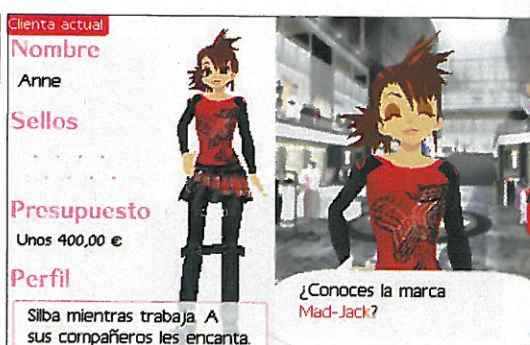 Clienta actual
Nombre
Anne
Sellos
Presupuesto
Unos 400,00 €
Perfil
Silba mientras trabaja. A
sus compañeros les encanta.
¿Conoces la marca
Mad-Jack?